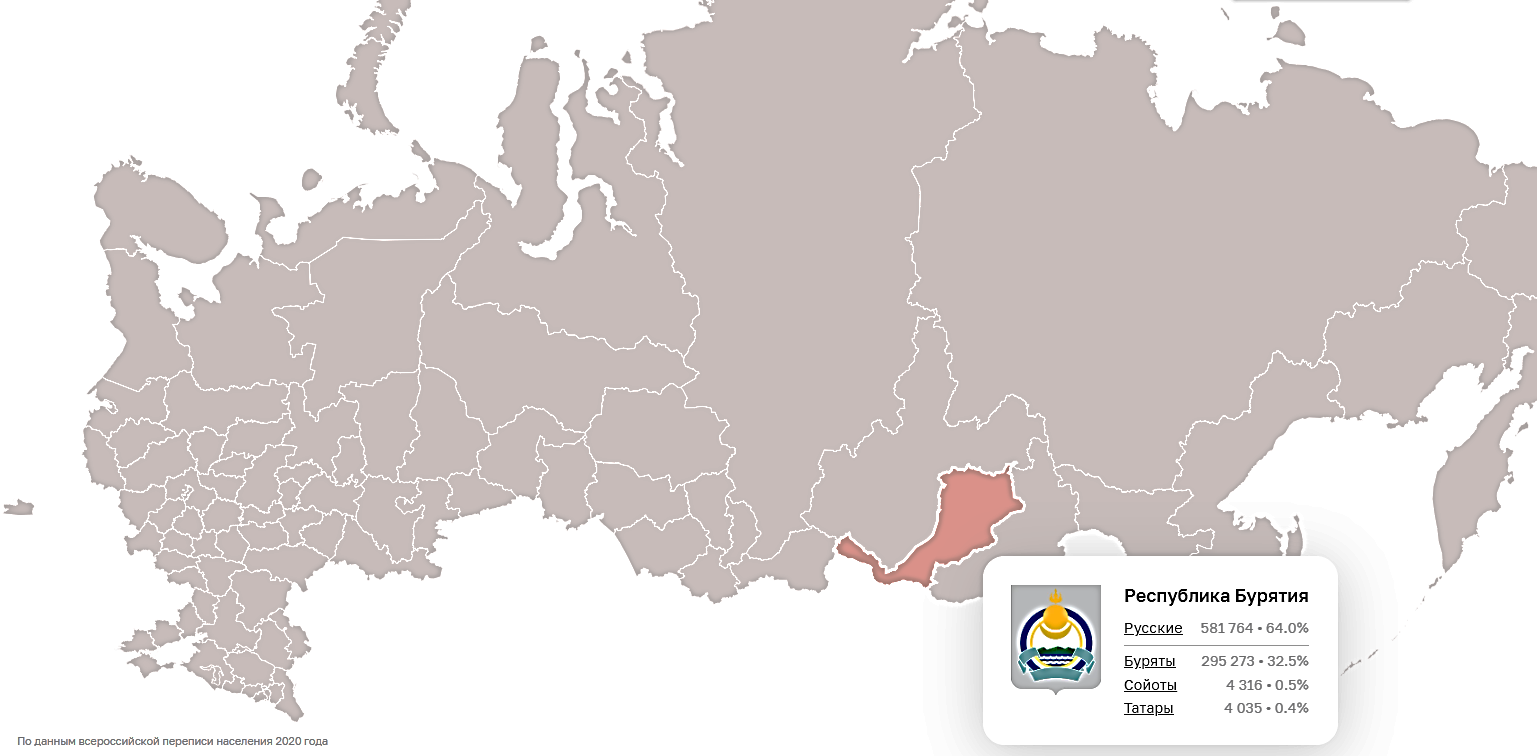 Республика Бурятия
Русские 581 764 • 64.0%
Буряты 295 273 • 32.5%
Сойоты 4 316 • 0.5%
Татары 4 035 • 0.4%
По данным всероссийской переписи населения 2020 года